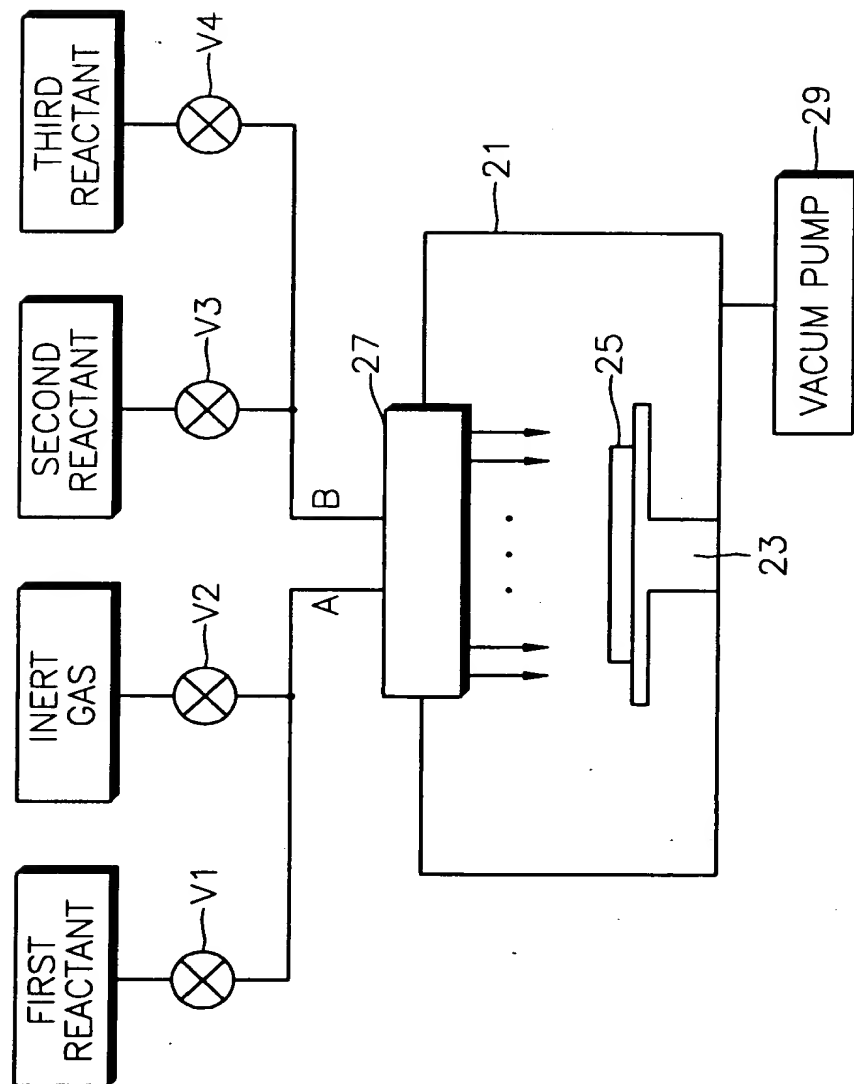 FIRST
REACTANT
INERT
GAS
SECOND
REACTANT
THIRD
REACTANT
V1
V2
V3
V4
A
B
27
21
25
23
VACUM PUMP
29